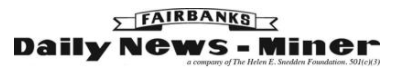 FAIRBANKS
Daily News - Miner
a company of The Helen E. Snedden Foundation. 501(c)(3)